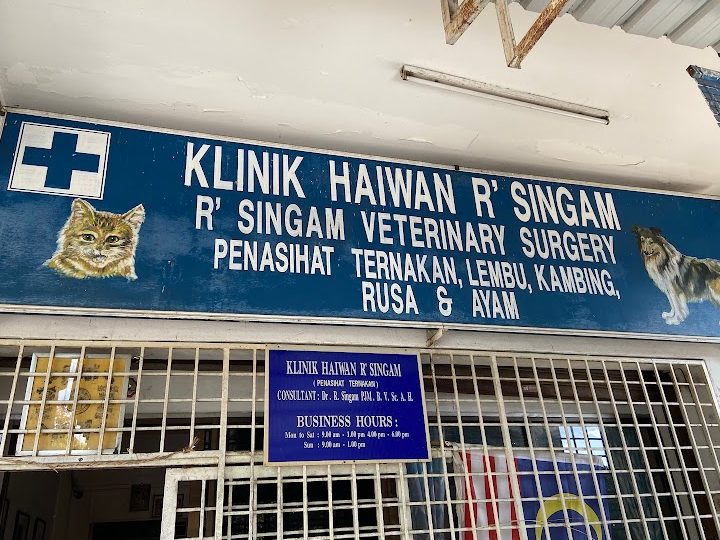 KLINIK HAIWAN R' SINGAM
R' SINGAM VETERINARY SURGERY
PENASIHAT TERNAKAN, LEMBU, KAMBING,
RUSA & AYAM
KLINIK HAIWAN R' SINGAM
( PENASIHAT TERNAKAN )
CONSULTANT : Dr. R. Singam PJM. B. V. Sc. A. H.
BUSINESS HOURS :
Mon to Sat : 9.00 am - 1.00 pm 4.00 pm - 6.00 pm
Sun : 9.00 am - 1.00 pm